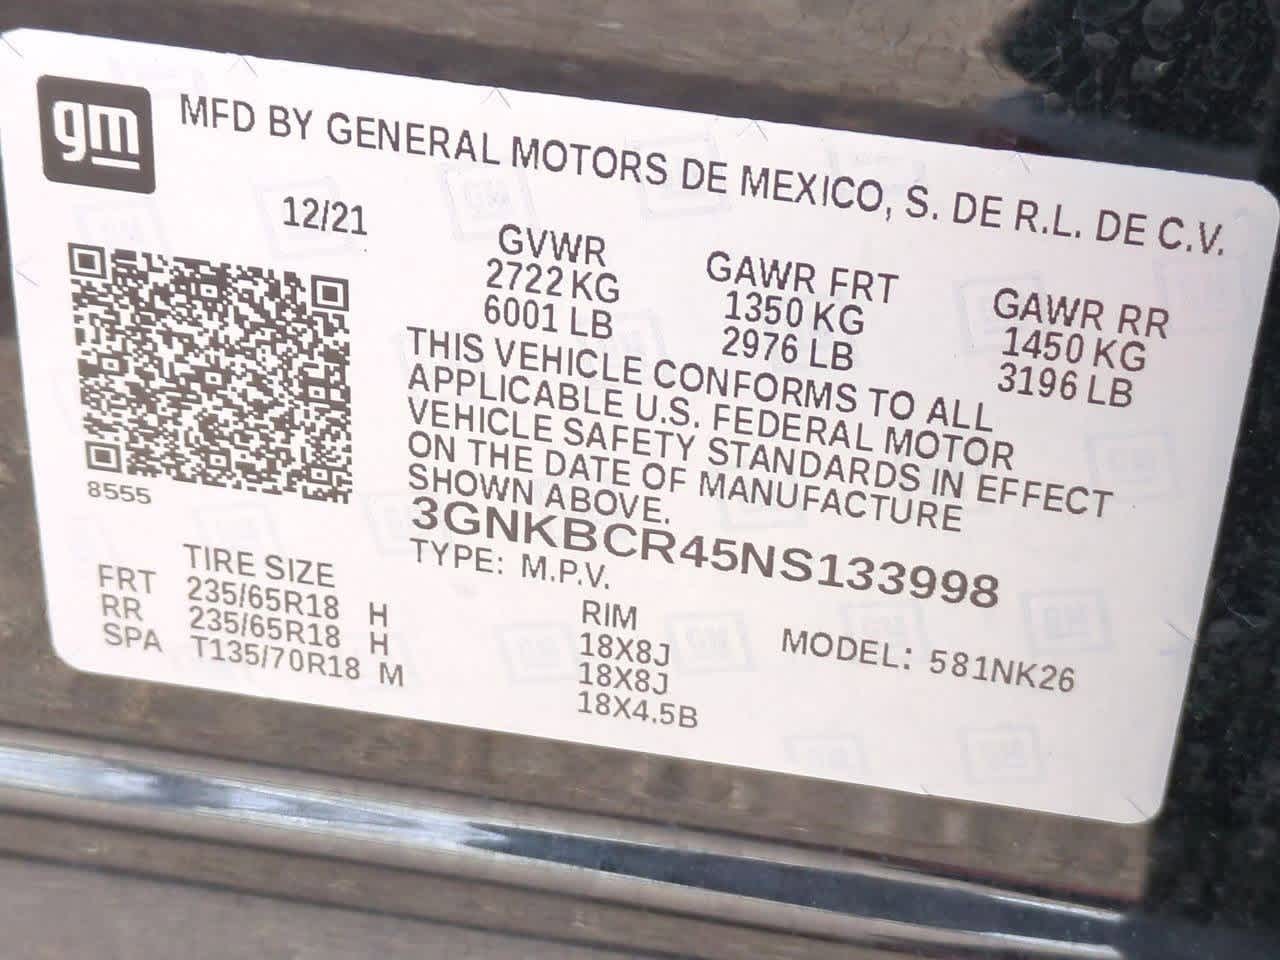 gm MFD BY GENERAL MOTORS DE MEXICO, S. DE R.L. DE C.V.
12/21
GVWR
2722 KG
6001 LB
GAWR FRT
1350 KG
2976 LB
GAWR RR
1450 KG
3196 LB
THIS VEHICLE CONFORMS TO ALL
APPLICABLE U.S. FEDERAL MOTOR
VEHICLE SAFETY STANDARDS IN EFFECT
ON THE DATE OF MANUFACTURE
SHOWN ABOVE.
8555
3GNKBCR45NS133998
TYPE: M.P.V.
MODEL: 581NK26
TIRE SIZE RIM
FRT 235/65R18 H 18X8J
RR 235/65R18 H 18X8J
SPA T135/70R18 M 18X4.5B